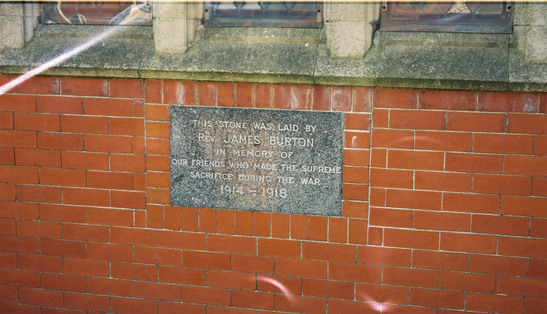 THIS STONE WAS LAID BY
REV. JAMES BURTON
IN MEMORY OF
OUR FRIENDS WHO MADE THE SUPREME
SACRIFICE DURING THE WAR
1914 – 1918